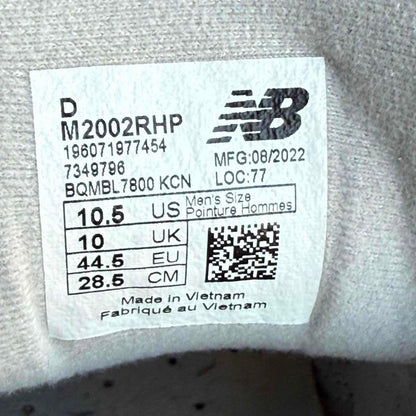 D
M2002RHP
196071977454
7349796
BQMBL7800 KCN
NB
MFG:08/2022
LOC:77
10.5 US Men's Size
Pointure Hommes
10 UK
44.5 EU
28.5 CM
Made in Vietnam
Fabriqué au Vietnam